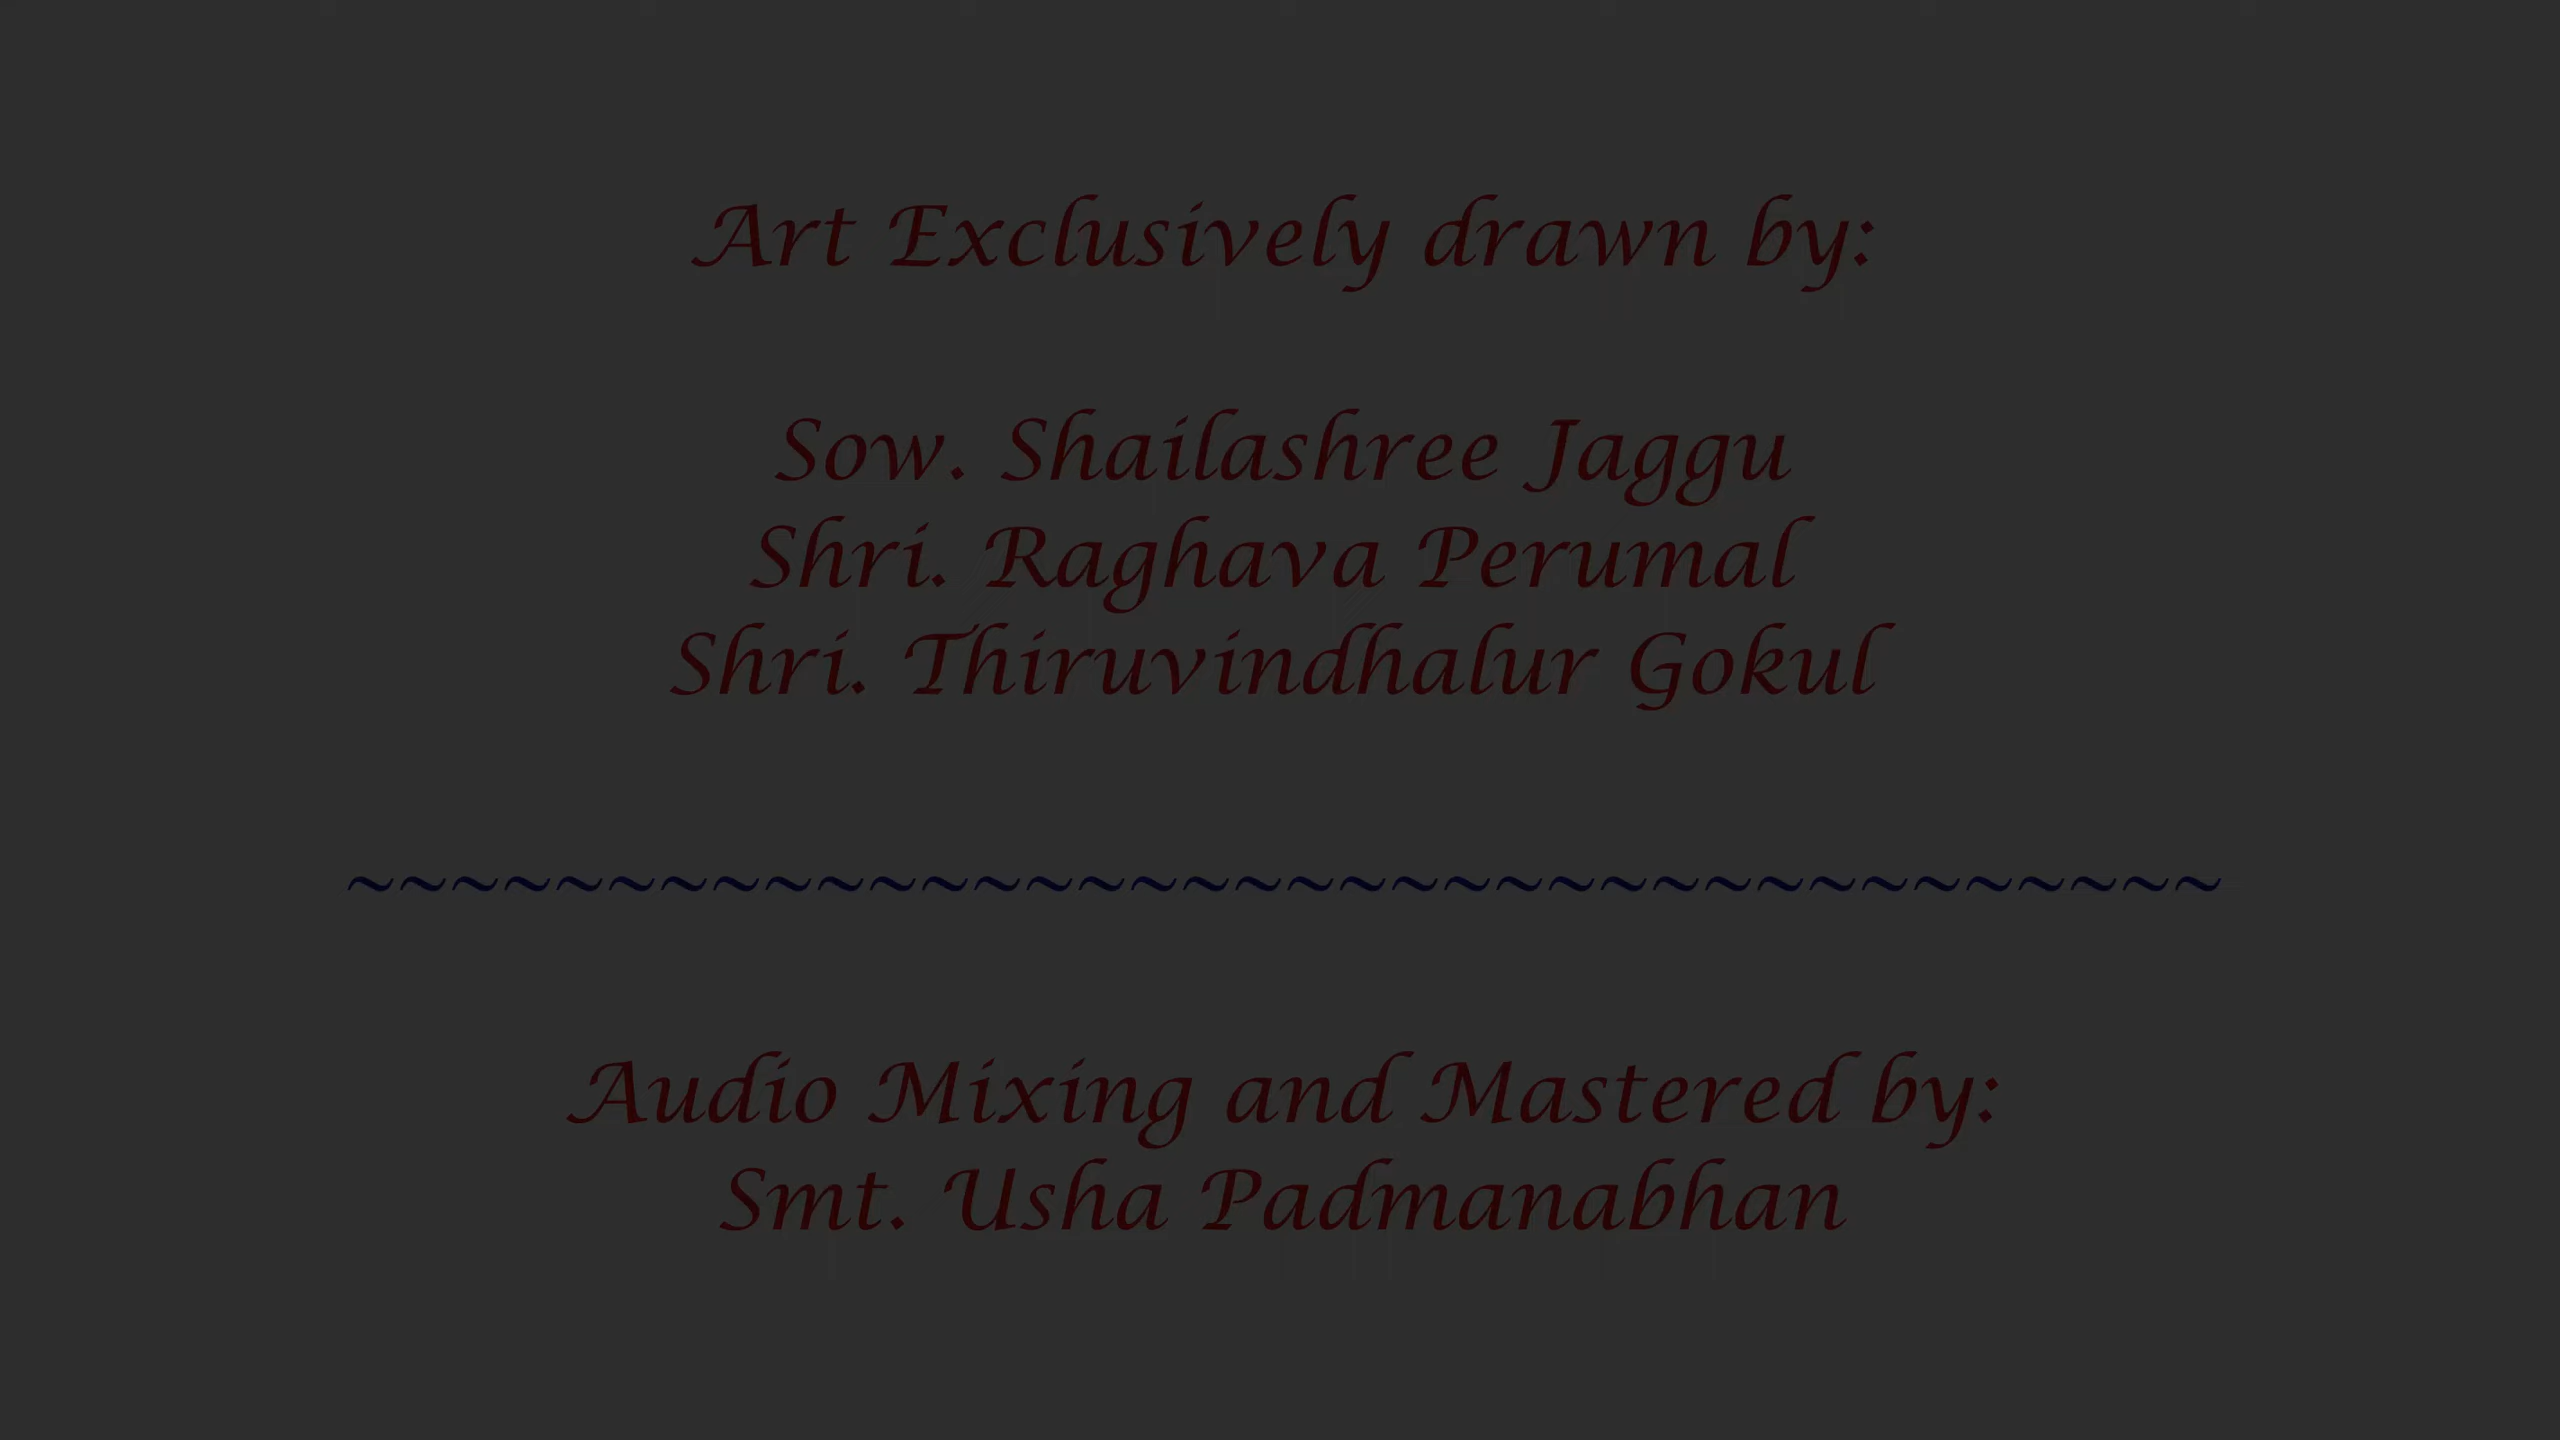 Art Exclusively drawn by:
Sow. Shailashree Jaggu
Shri. Raghava Perumal
Shri. Thiruvindhalur Gokul
~~~~~~~~~~~~~~~~~~~~~~~~~~~~~~~~~~~~
Audio Mixing and Mastered by:
Smt. Usha Padmanabhan